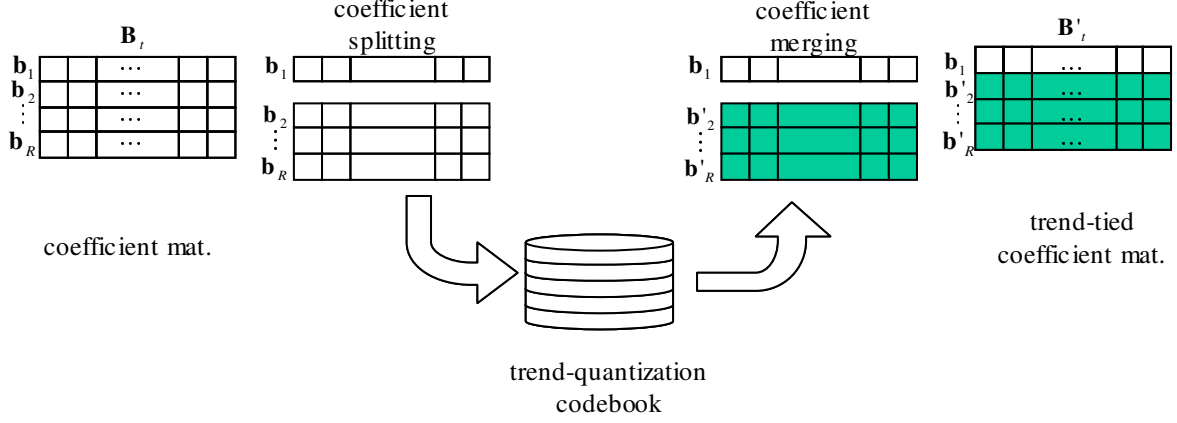 coefficient
splitting
coefficient
merging
B_t
b_1
b_2
⋮
b_R
...
...
...
...
b_1
b_2
⋮
b_R
b_1
b'_2
⋮
b'_R
B'_t
b_1
b'_2
⋮
b'_R
...
...
...
...
coefficient mat.
trend-tied
coefficient mat.
trend-quantization
codebook